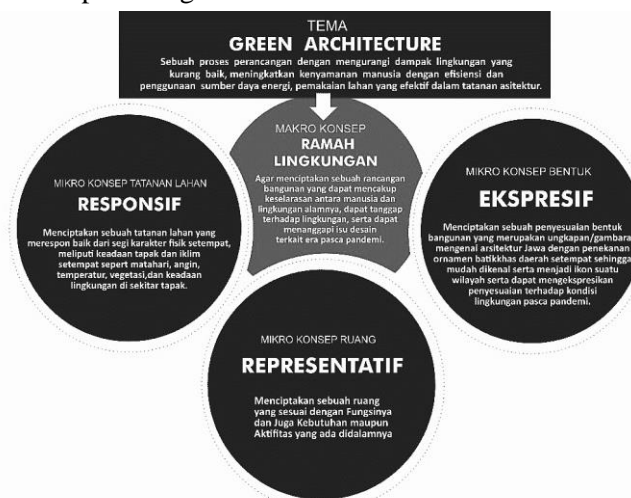 TEMA
GREEN ARCHITECTURE
Sebuah proses perancangan dengan mengurangi dampak lingkungan yang
kurang baik, meningkatkan kenyamanan manusia dengan efisiensi dan
penggunaan sumber daya energi, pemakaian lahan yang efektif dalam tatanan asitektur.
MAKRO KONSEP
RAMAH
LINGKUNGAN
Agar menciptakan sebuah rancangan
bangunan yang dapat mencakup
keselarasan antara manusia dan
lingkungan alamnya, dapat tanggap
terhadap lingkungan, serta dapat
menanggapi isu desain
terkait era pasca pandemi.
MIKRO KONSEP TATANAN LAHAN
RESPONSIF
Menciptakan sebuah tatanan lahan yang
merespon baik dari segi karakter fisik setempat,
meliputi keadaan tapak dan iklim
setempat sepert matahari, angin,
temperatur, vegetasi,dan keadaan
lingkungan di sekitar tapak.
MIKRO KONSEP BENTUK
EKSPRESIF
Menciptakan sebuah penyesuaian bentuk
bangunan yang merupakan ungkapan/gambara
mengenai arsitektur Jawa dengan penekanan
ornamen batikkhas daerah setempat sehingga
mudah dikenal serta menjadi ikon suatu
wilayah serta dapat mengekspresikan
penyesuaian terhadap kondisi
lingkungan pasca pandemi.
MIKRO KONSEP RUANG
REPRESENTATIF
Menciptakan sebuah ruang
yang sesuai dengan Fungsinya
dan Juga Kebutuhan maupun
Aktifitas yang ada didalamnya